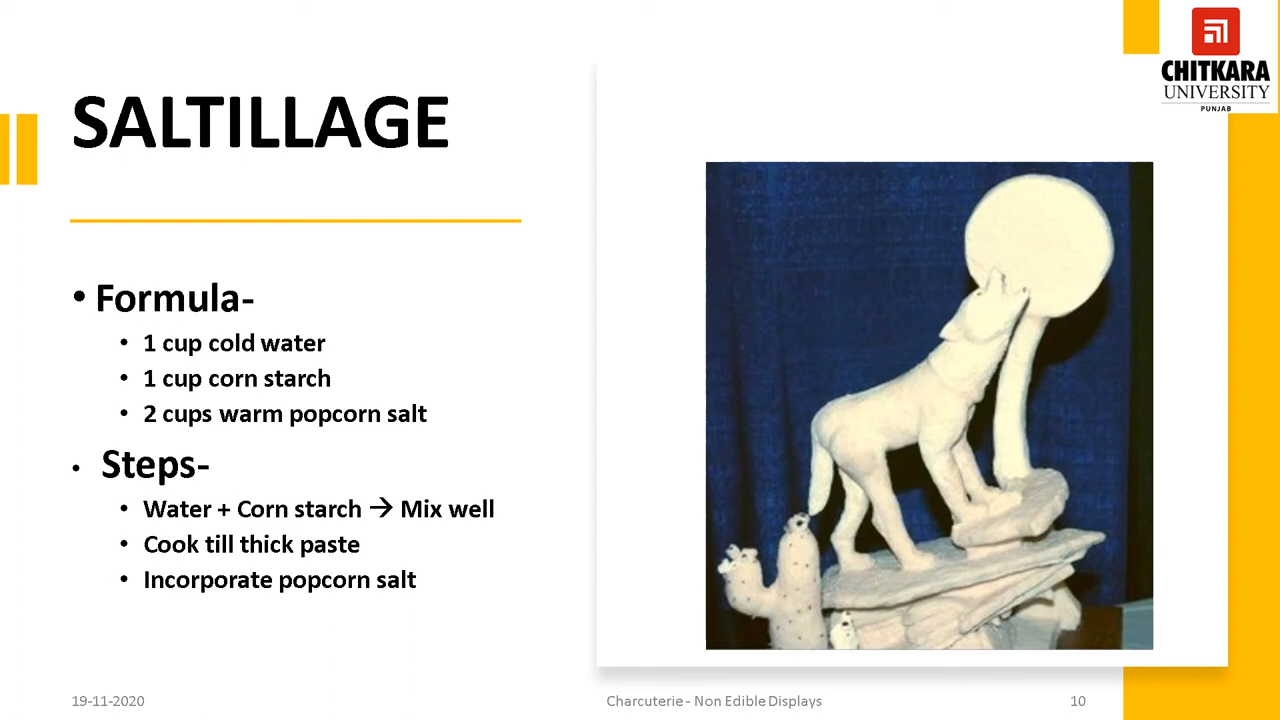 CHITKARA
UNIVERSITY
PUNJAB
SALTILLAGE
• Formula-
• 1 cup cold water
• 1 cup corn starch
• 2 cups warm popcorn salt
• Steps-
• Water + Corn starch → Mix well
• Cook till thick paste
• Incorporate popcorn salt
19-11-2020
Charcuterie - Non Edible Displays
10